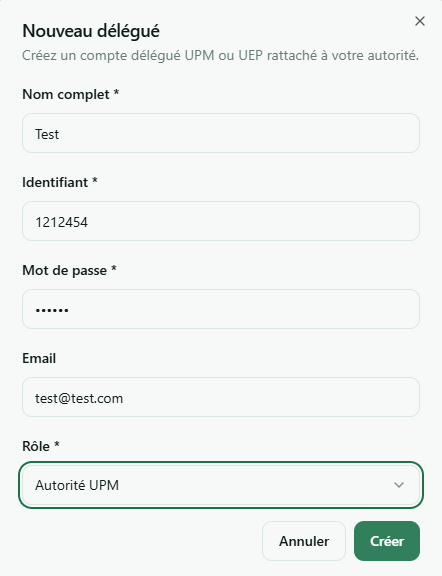 Nouveau délégué
Créez un compte délégué UPM ou UEP rattaché à votre autorité.
Nom complet *
Test
Identifiant *
1212454
Mot de passe *
••••••
Email
test@test.com
Rôle *
Autorité UPM
Annuler
Créer